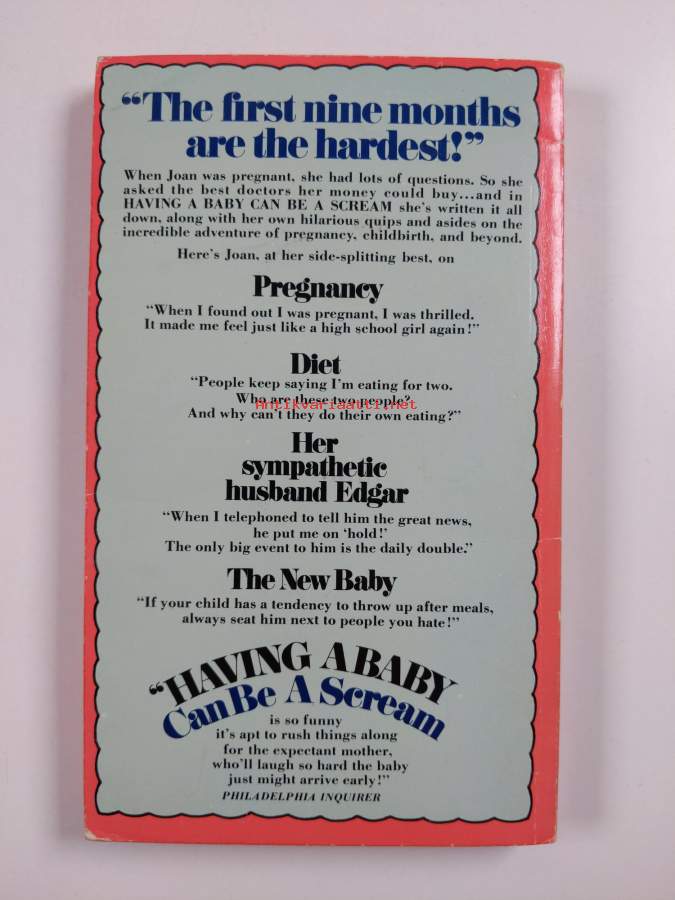 “The first nine months
are the hardest!”
When Joan was pregnant, she had lots of questions. So she
asked the best doctors her money could buy...and in
HAVING A BABY CAN BE A SCREAM she's written it all
down, along with her own hilarious quips and asides on the
incredible adventure of pregnancy, childbirth, and beyond.
Here's Joan, at her side-splitting best, on
Pregnancy
“When I found out I was pregnant, I was thrilled.
It made me feel just like a high school girl again!”
Diet
“People keep saying I'm eating for two.
Who are these two people?
Antikvariaatti.net
And why can't they do their own eating?”
Her
sympathetic
husband Edgar
“When I telephoned to tell him the great news,
he put me on ‘hold!’
The only big event to him is the daily double.”
The New Baby
“If your child has a tendency to throw up after meals,
always seat him next to people you hate!”
“HAVING A BABY
Can Be A Scream
is so funny
it's apt to rush things along
for the expectant mother,
who'll laugh so hard the baby
just might arrive early!”
PHILADELPHIA INQUIRER